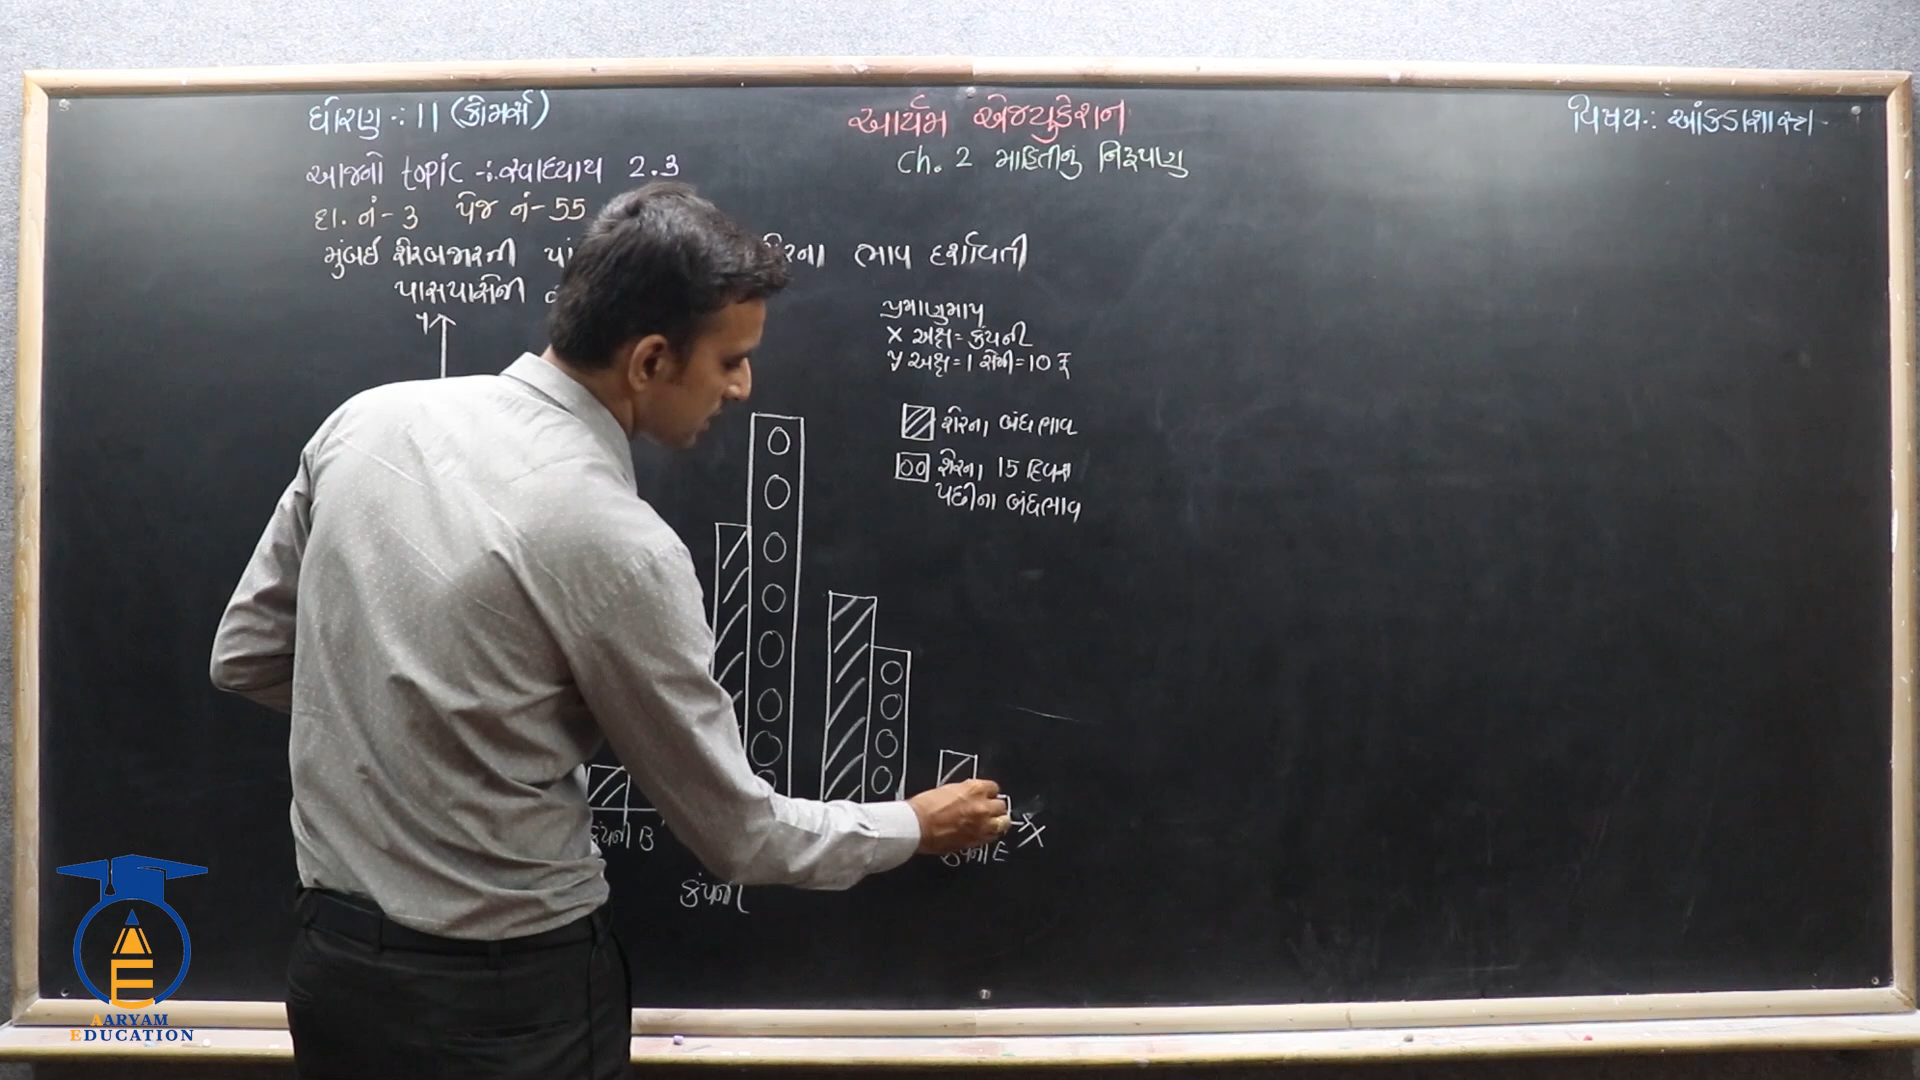 ધોરણ :- 11 (કોમર્સ)
આર્યમ એજ્યુકેશન
વિષય :- આંકડાશાસ્ત્ર
આજનો topic :- સ્વાધ્યાય 2.3
Ch. 2 માહિતીનું નિરૂપણ
દા. નં - 3 પેજ નં - 55
મુંબઈ શેરબજારની ભાવ દર્શાવતી
પાસપાસેની
Y
પ્રમાણમાપ
X અક્ષ = કંપની
Y અક્ષ = 1 સેમી = 10 ₹
શેરના બંધ ભાવ
શેરના 15 દિવસ
પછીના બંધભાવ
કંપની B
કંપની E
X
કંપની
AARYAM
EDUCATION